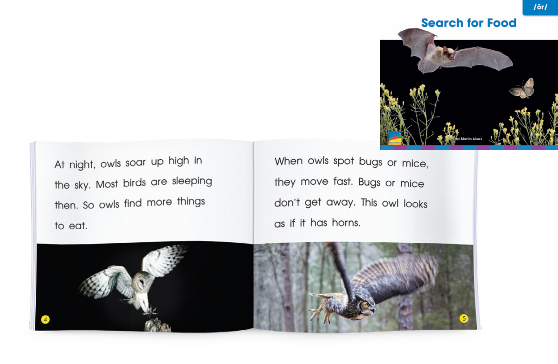 /ôr/
Search for Food
At night, owls soar up high in
the sky. Most birds are sleeping
then. So owls find more things
to eat.
4
When owls spot bugs or mice,
they move fast. Bugs or mice
don't get away. This owl looks
as if it has horns.
5